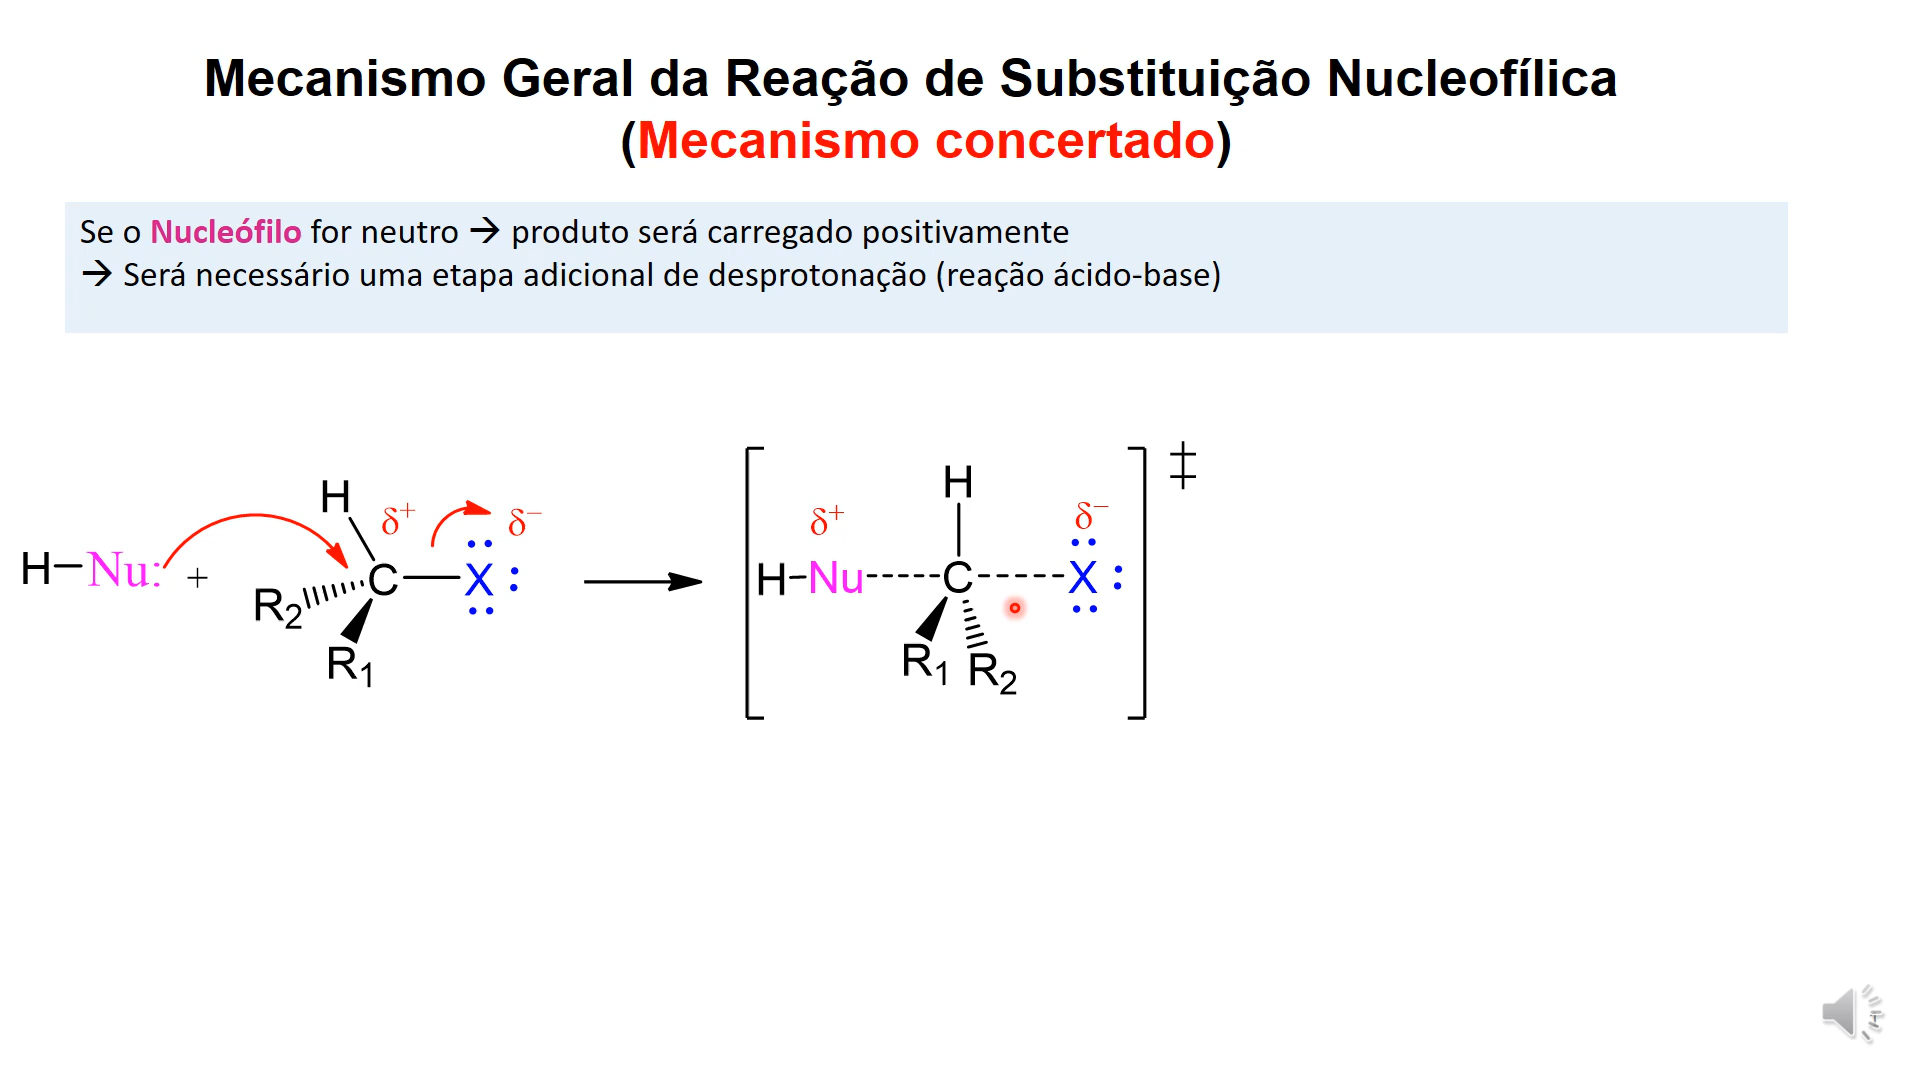 Mecanismo Geral da Reação de Substituição Nucleofílica
(Mecanismo concertado)
Se o Nucleófilo for neutro → produto será carregado positivamente
→ Será necessário uma etapa adicional de desprotonação (reação ácido-base)
H δ+ δ−
H–Nu: + R2 C X
R1
H ‡
δ+ δ−
H–Nu C X
R1 R2